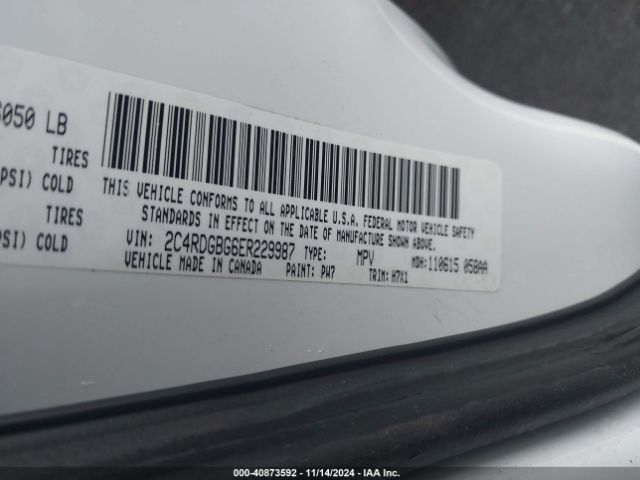 6050 LB
TIRES
PSI) COLD
TIRES
PSI) COLD
THIS VEHICLE CONFORMS TO ALL APPLICABLE U.S.A. FEDERAL MOTOR VEHICLE SAFETY
STANDARDS IN EFFECT ON THE DATE OF MANUFACTURE SHOWN ABOVE.
VIN: 2C4RDGBG6ER229987 TYPE: MPV MDH:110615 058AA
VEHICLE MADE IN CANADA PAINT: PW7 TRIM:H7X1
000-40873592 - 11/14/2024 - IAA Inc.